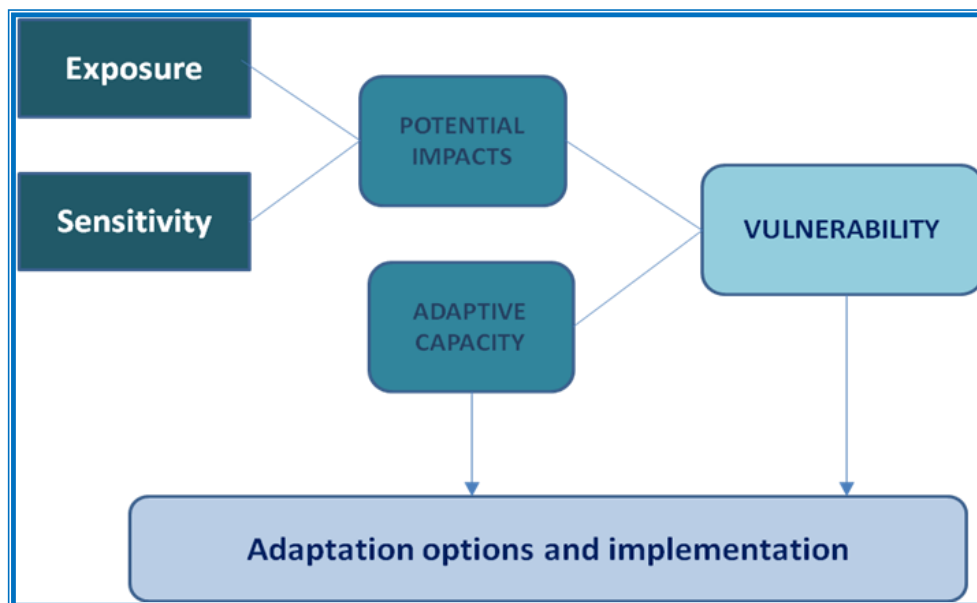 Exposure
POTENTIAL
IMPACTS
Sensitivity
VULNERABILITY
ADAPTIVE
CAPACITY
Adaptation options and implementation